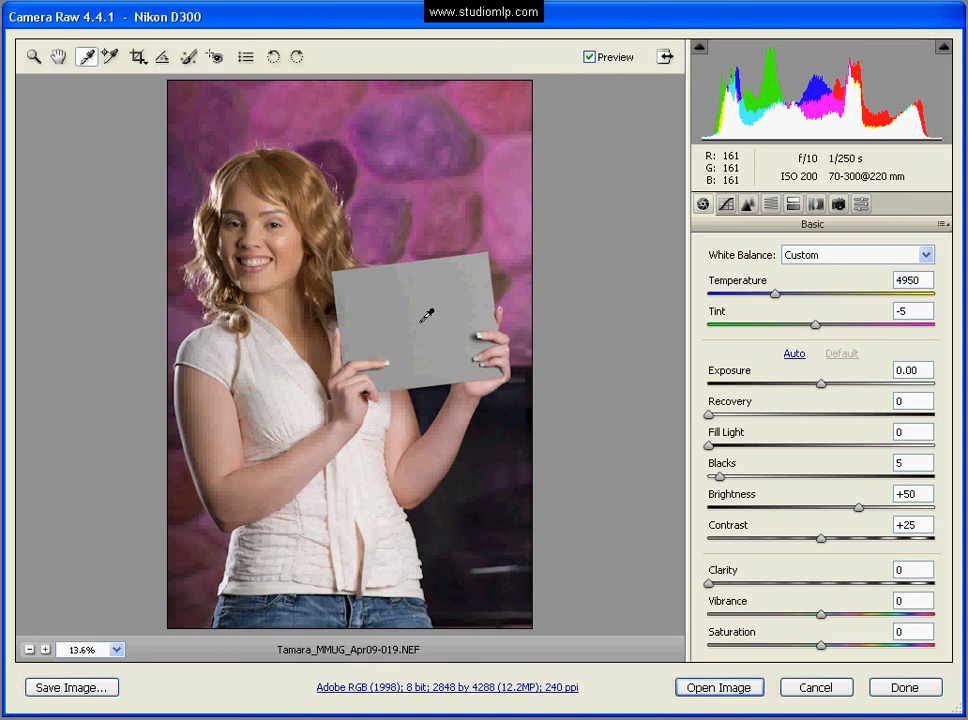 www.studiomlp.com
Camera Raw 4.4.1 - Nikon D300
Preview
R: 161
G: 161
B: 161
f/10 1/250 s
ISO 200 70-300@220 mm
Basic
White Balance: Custom
Temperature 4950
Tint -5
Auto Default
Exposure 0.00
Recovery 0
Fill Light 0
Blacks 5
Brightness +50
Contrast +25
Clarity 0
Vibrance 0
Saturation 0
13.6% Tamara_MMUG_Apr09-019.NEF
Save Image... Adobe RGB (1998); 8 bit; 2848 by 4288 (12.2MP); 240 ppi Open Image Cancel Done